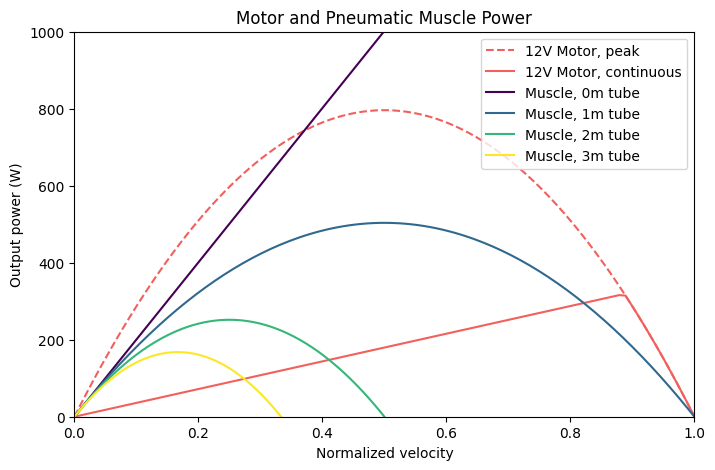 Motor and Pneumatic Muscle Power
1000
800
600
400
200
0
Output power (W)
12V Motor, peak
12V Motor, continuous
Muscle, 0m tube
Muscle, 1m tube
Muscle, 2m tube
Muscle, 3m tube
0.0 0.2 0.4 0.6 0.8 1.0
Normalized velocity